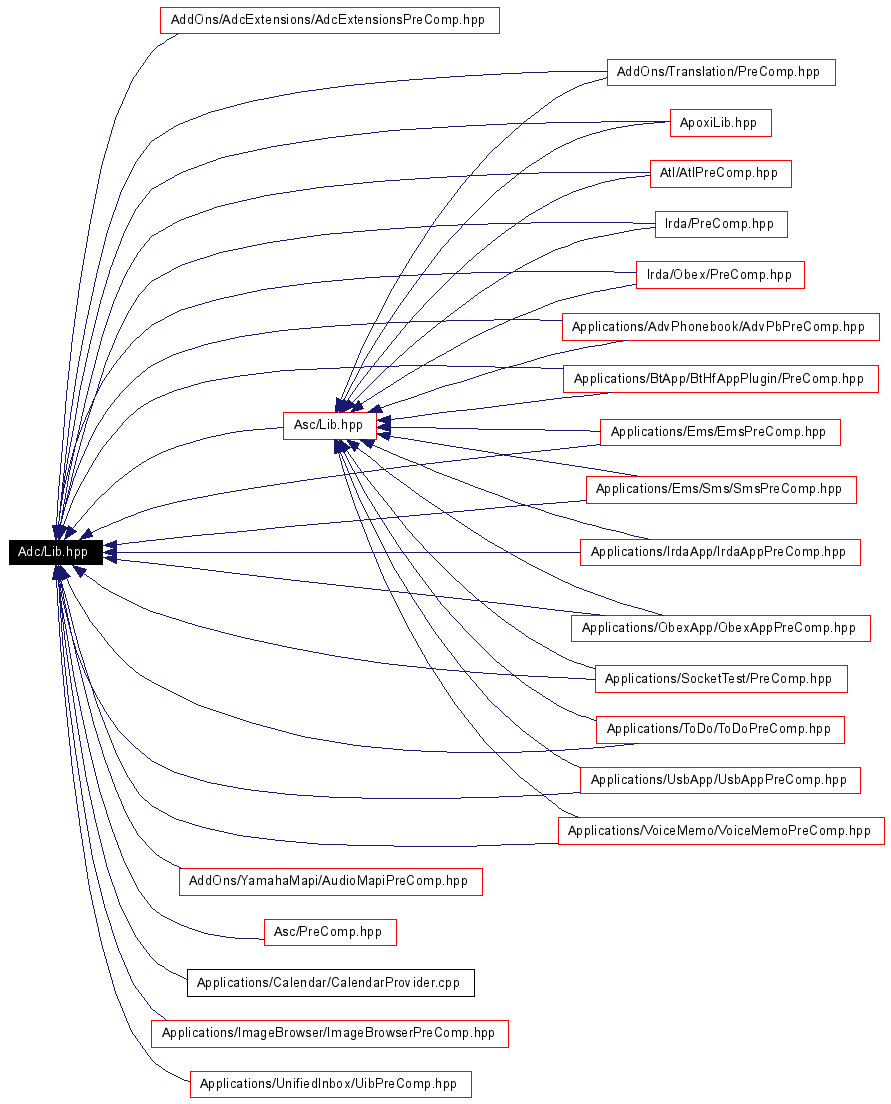 AddOns/AdcExtensions/AdcExtensionsPreComp.hpp
AddOns/Translation/PreComp.hpp
ApoxiLib.hpp
Atl/AtlPreComp.hpp
Irda/PreComp.hpp
Irda/Obex/PreComp.hpp
Applications/AdvPhonebook/AdvPbPreComp.hpp
Applications/BtApp/BtHfAppPlugin/PreComp.hpp
Asc/Lib.hpp
Applications/Ems/EmsPreComp.hpp
Applications/Ems/Sms/SmsPreComp.hpp
Adc/Lib.hpp
Applications/IrdaApp/IrdaAppPreComp.hpp
Applications/ObexApp/ObexAppPreComp.hpp
Applications/SocketTest/PreComp.hpp
Applications/ToDo/ToDoPreComp.hpp
Applications/UsbApp/UsbAppPreComp.hpp
Applications/VoiceMemo/VoiceMemoPreComp.hpp
AddOns/YamahaMapi/AudioMapiPreComp.hpp
Asc/PreComp.hpp
Applications/Calendar/CalendarProvider.cpp
Applications/ImageBrowser/ImageBrowserPreComp.hpp
Applications/UnifiedInbox/UibPreComp.hpp